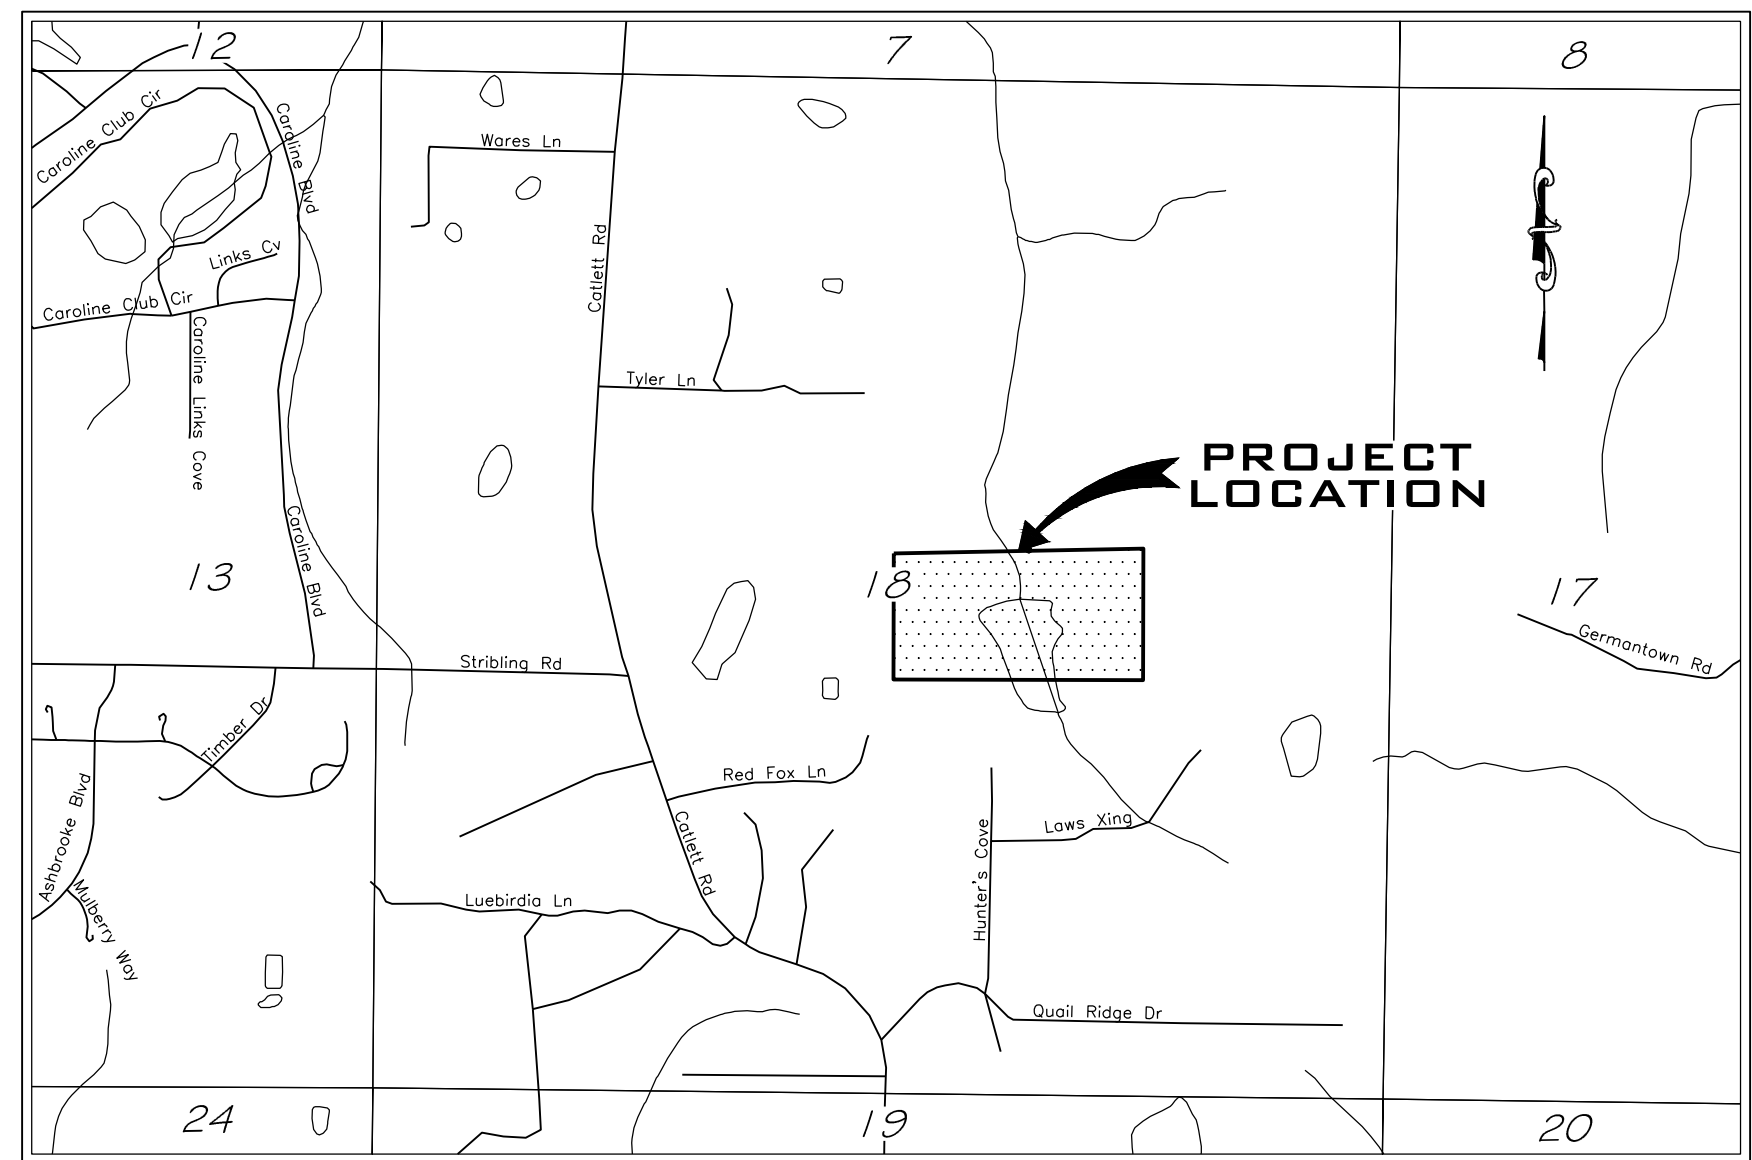 12
7
8
Caroline Club Cir
Caroline Blvd
Wares Ln
Catlett Rd
Links Cv
Caroline Club Cir
Caroline Links Cove
Tyler Ln
PROJECT
LOCATION
Caroline Blvd
13
18
17
Germantown Rd
Stribling Rd
Timber Dr
Red Fox Ln
Ashbrooke Blvd
Catlett Rd
Laws Xing
Hunter's Cove
Mulberry Way
Luebirdia Ln
Quail Ridge Dr
24
19
20